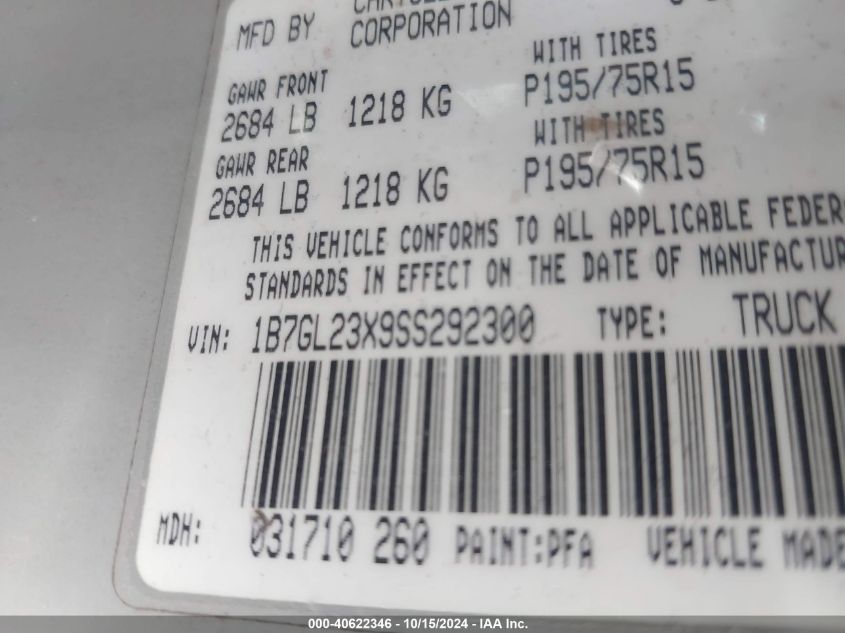 MFD BY
CORPORATION
WITH TIRES
GAWR FRONT
2684 LB 1218 KG P195/75R15
WITH TIRES
GAWR REAR
2684 LB 1218 KG P195/75R15
THIS VEHICLE CONFORMS TO ALL APPLICABLE FEDER
STANDARDS IN EFFECT ON THE DATE OF MANUFACTUR
VIN: 1B7GL23X9SS292300 TYPE: TRUCK
MDH: 031710 260 PAINT:PFA VEHICLE MADE
000-40622346 - 10/15/2024 - IAA Inc.